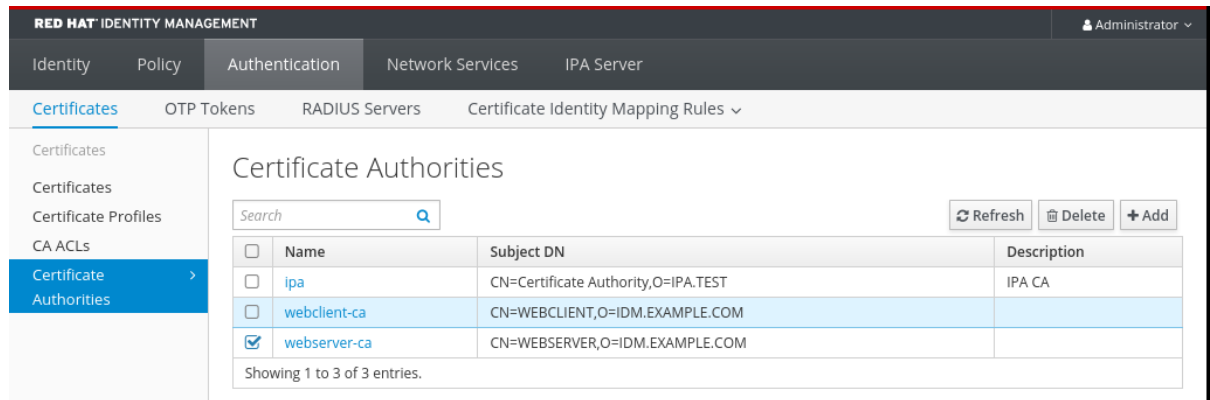 RED HAT IDENTITY MANAGEMENT
Administrator
Identity Policy Authentication Network Services IPA Server
Certificates OTP Tokens RADIUS Servers Certificate Identity Mapping Rules
Certificates
Certificates
Certificate Profiles
CA ACLs
Certificate
Authorities
Certificate Authorities
Search
Refresh Delete + Add
Name Subject DN Description
ipa CN=Certificate Authority,O=IPA.TEST IPA CA
webclient-ca CN=WEBCLIENT,O=IDM.EXAMPLE.COM
webserver-ca CN=WEBSERVER,O=IDM.EXAMPLE.COM
Showing 1 to 3 of 3 entries.